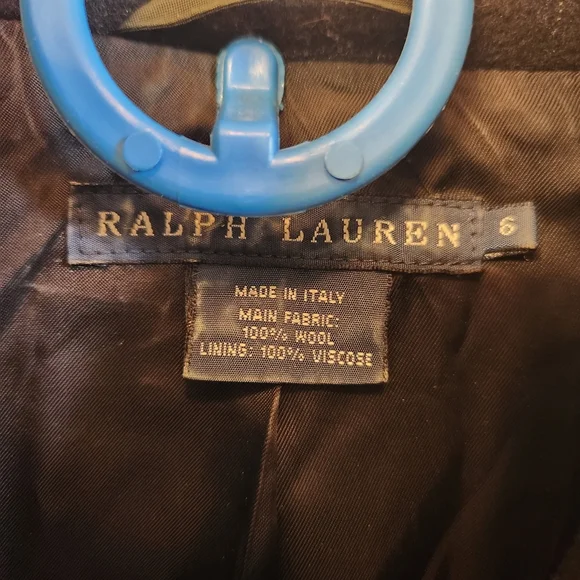 RALPH LAUREN 6
MADE IN ITALY
MAIN FABRIC:
100% WOOL
LINING: 100% VISCOSE